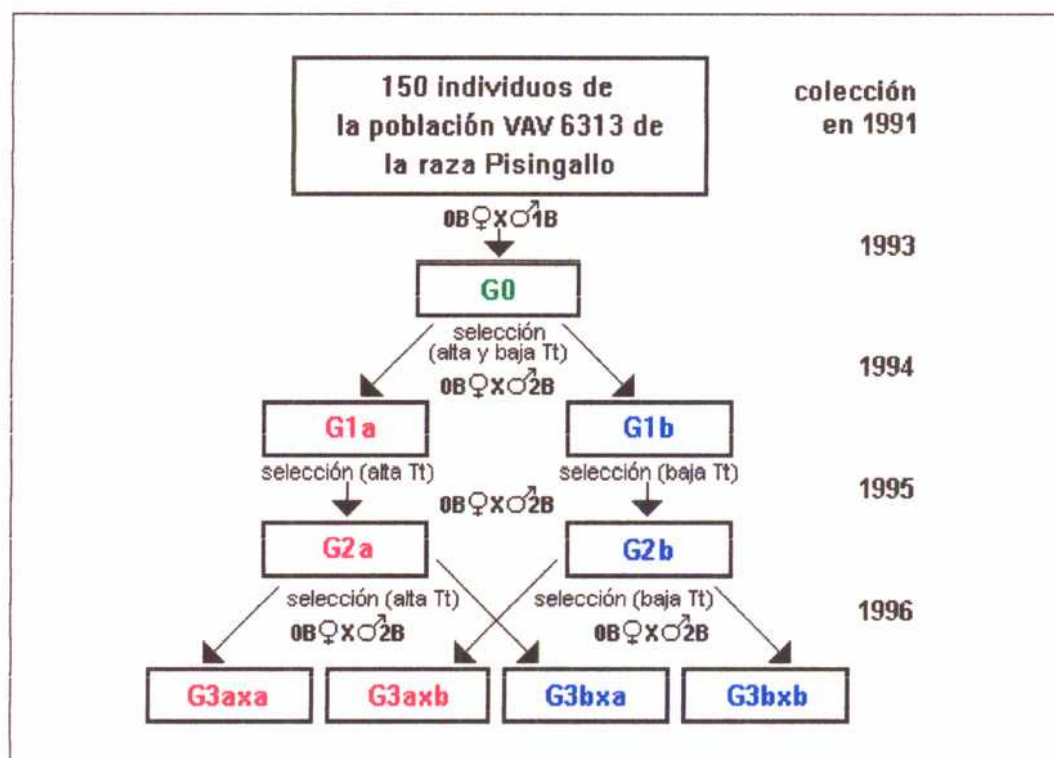 150 individuos de
la población VAV 6313 de
la raza Pisingallo
colección
en 1991
0B♀X♂1B
1993
G0
selección
(alta y baja Tt)
0B♀X♂2B
1994
G1a
G1b
selección (alta Tt)
selección (baja Tt)
0B♀X♂2B
1995
G2a
G2b
selección (alta Tt)
selección (baja Tt)
0B♀X♂2B
0B♀X♂2B
1996
G3axa
G3axb
G3bxa
G3bxb